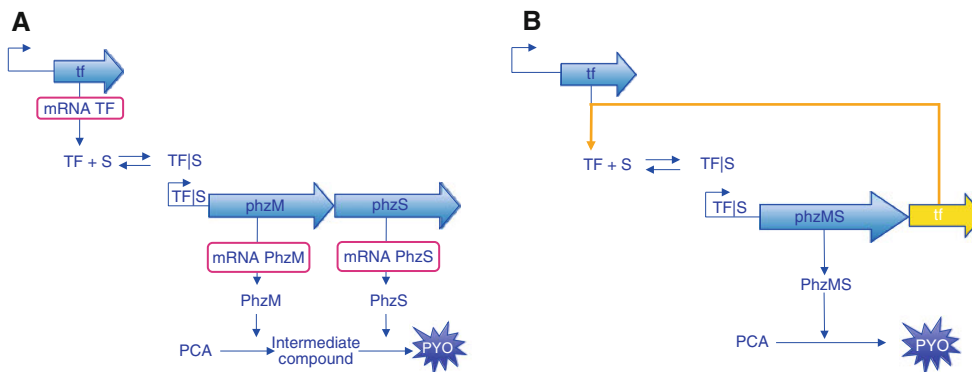 A
tf
mRNA TF
TF + S
TF|S
TF|S
phzM
phzS
mRNA PhzM
mRNA PhzS
PhzM
PhzS
PCA
Intermediate
compound
PYO
B
tf
TF + S
TF|S
TF|S
phzMS
tf
PhzMS
PCA
PYO